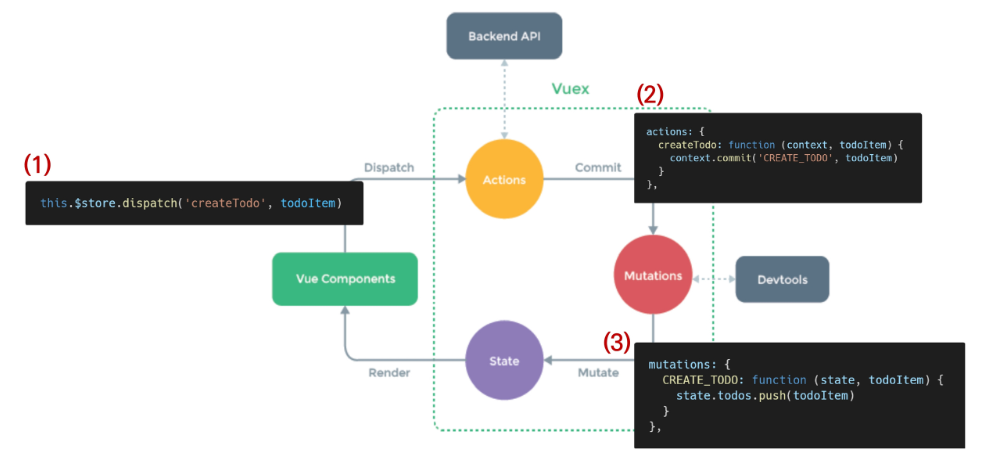 Backend API
Vuex
(2)
actions: {
createTodo: function (context, todoItem) {
context.commit('CREATE_TODO', todoItem)
}
},
(1)
Dispatch
Actions
Commit
this.$store.dispatch('createTodo', todoItem)
Vue Components
Mutations
Devtools
(3)
State
Render
Mutate
mutations: {
CREATE_TODO: function (state, todoItem) {
state.todos.push(todoItem)
}
},